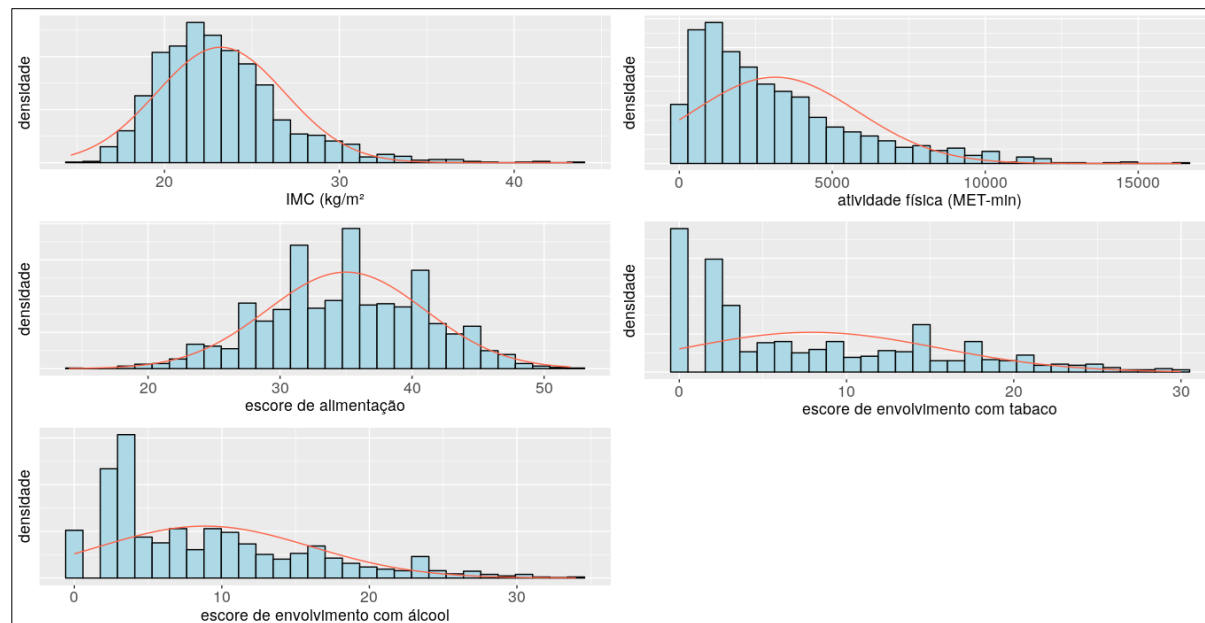 densidade
20 30 40
IMC (kg/m²
densidade
0 5000 10000 15000
atividade física (MET-min)
densidade
20 30 40 50
escore de alimentação
densidade
0 10 20 30
escore de envolvimento com tabaco
densidade
0 10 20 30
escore de envolvimento com álcool